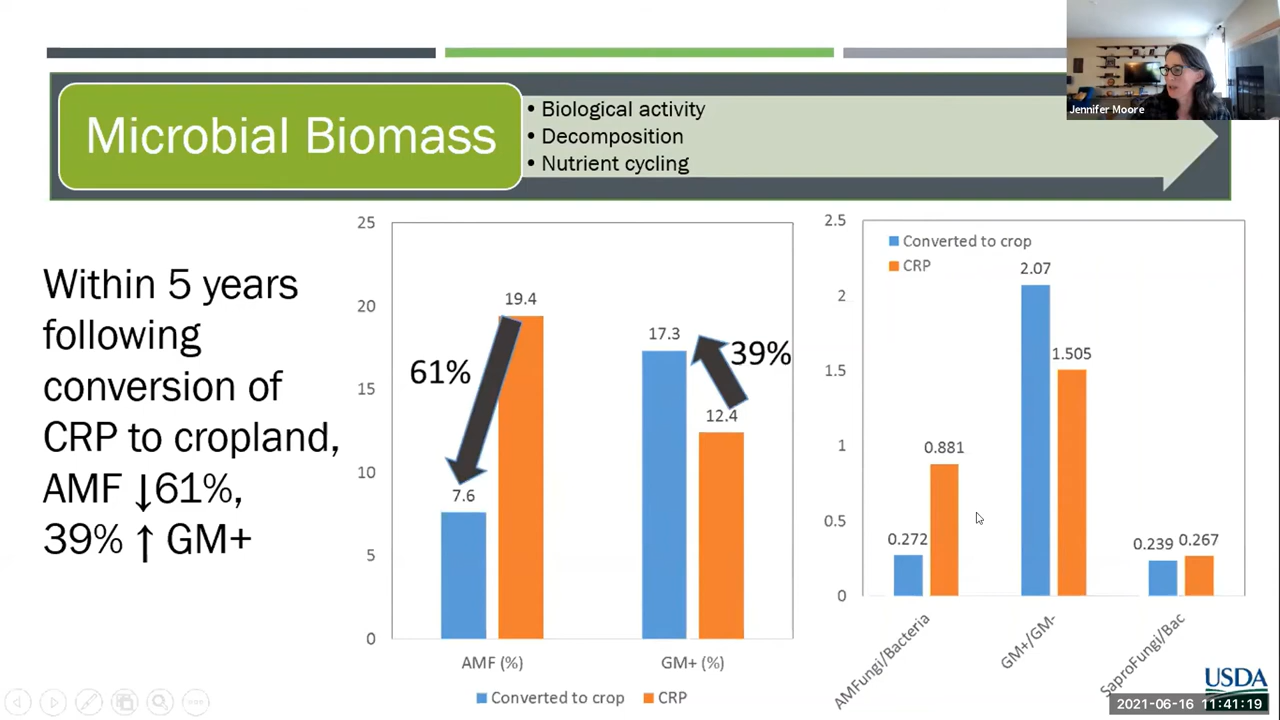 Jennifer Moore
Microbial Biomass
• Biological activity
• Decomposition
• Nutrient cycling
Within 5 years
following
conversion of
CRP to cropland,
AMF ↓61%,
39% ↑ GM+
25
20
15
10
5
0
19.4
61%
7.6
17.3
39%
12.4
AMF (%)
GM+ (%)
Converted to crop
CRP
2.5
2
1.5
1
0.5
0
Converted to crop
CRP
2.07
1.505
0.881
0.272
0.239
0.267
AMFungi/Bacteria
GM+/GM-
SaproFungi/Bac
USDA
2021-06-16 11:41:19